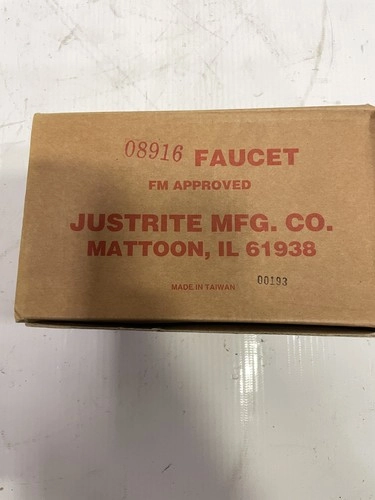 08916 FAUCET
FM APPROVED
JUSTRITE MFG. CO.
MATTOON, IL 61938
MADE IN TAIWAN 00193